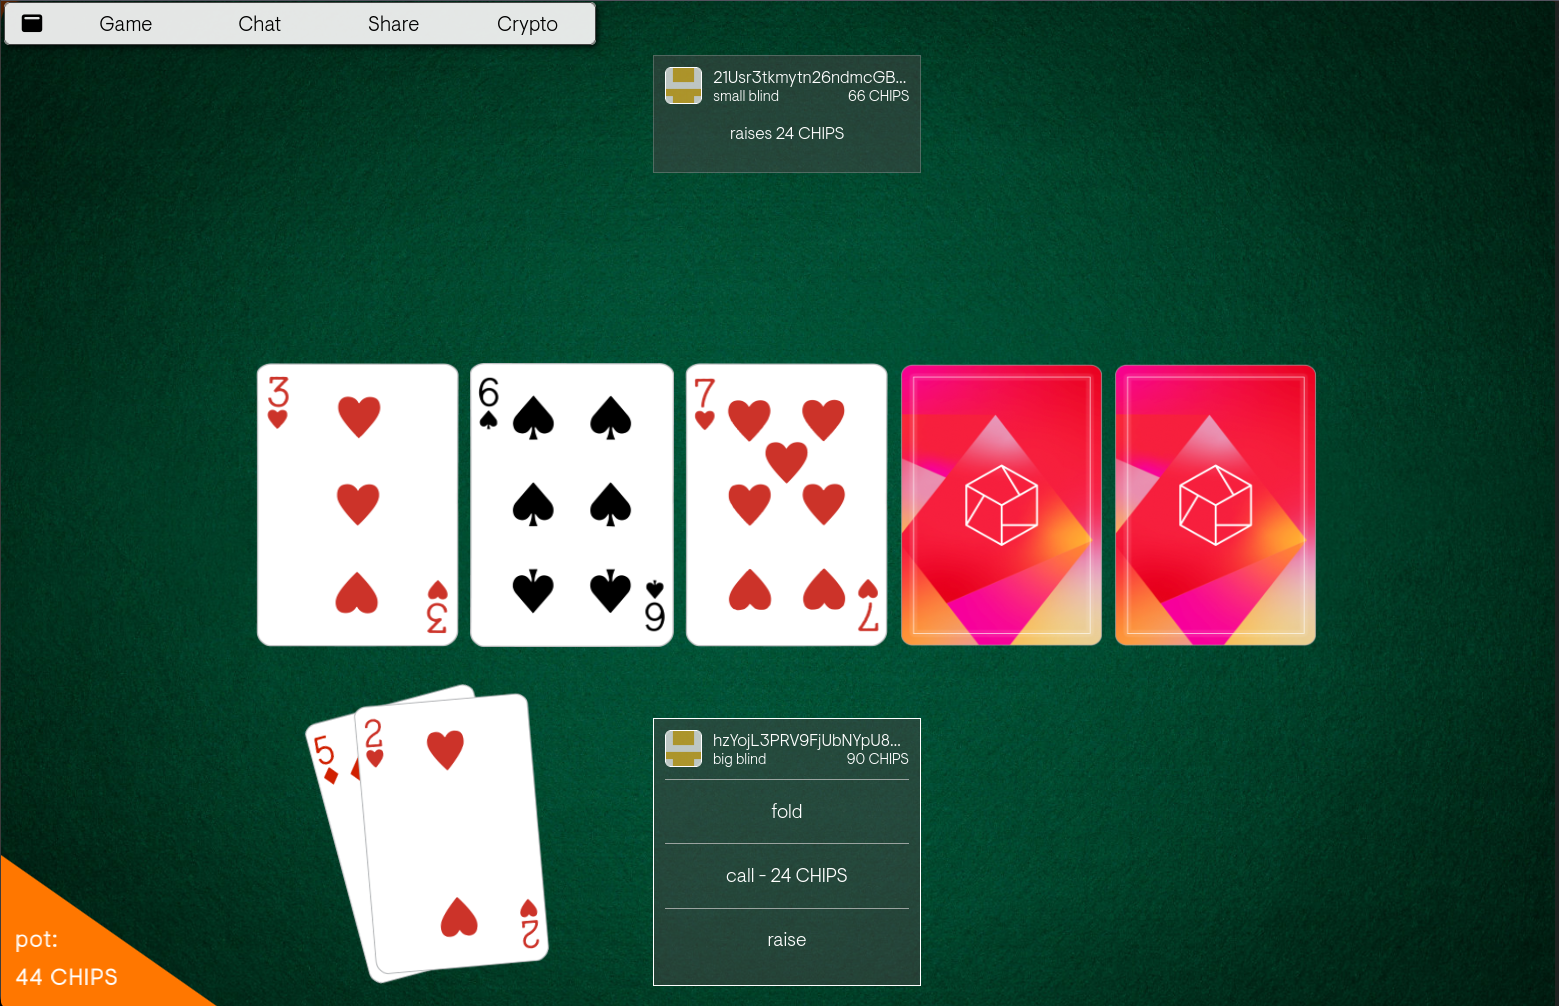 Game Chat Share Crypto
21Usr3tkmytn26ndmcGB...
small blind 66 CHIPS
raises 24 CHIPS
3 6 7
3 6 7
5 2
2
hzYojL3PRV9FjUbNYpU8...
big blind 90 CHIPS
fold
call - 24 CHIPS
raise
pot:
44 CHIPS